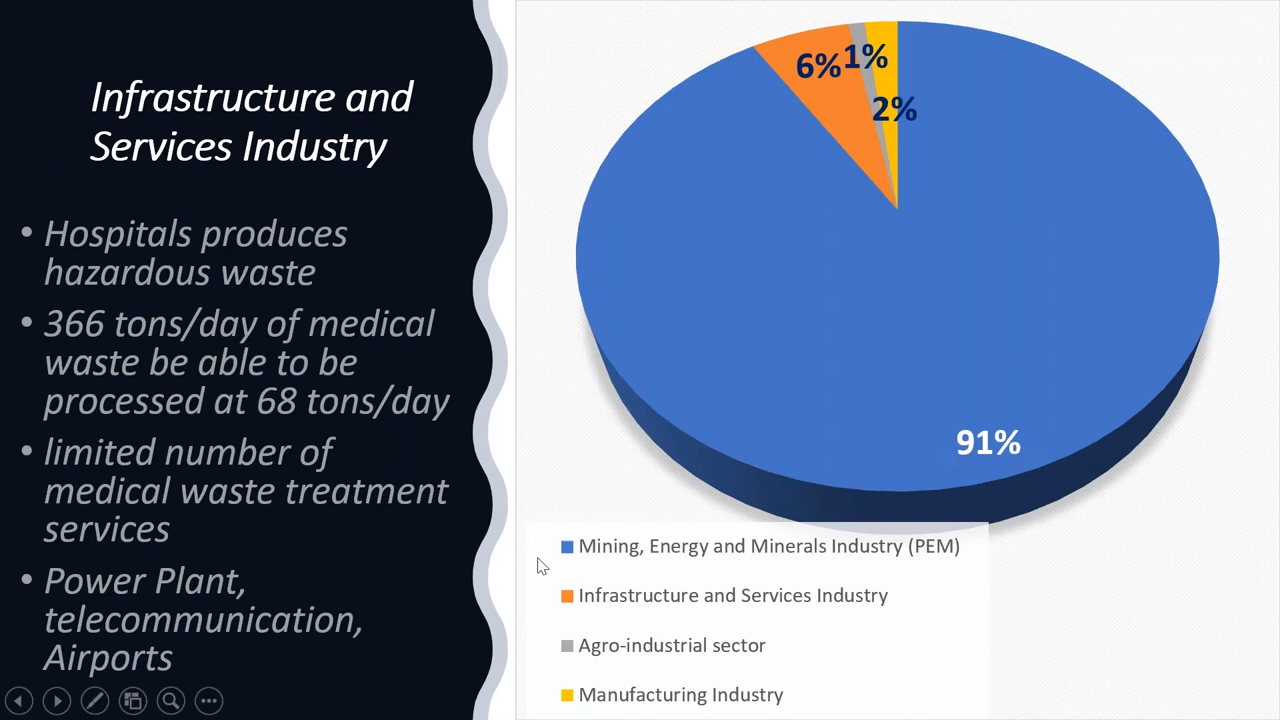 Infrastructure and
Services Industry
• Hospitals produces
hazardous waste
• 366 tons/day of medical
waste be able to be
processed at 68 tons/day
• limited number of
medical waste treatment
services
• Power Plant,
telecommunication,
Airports
6%
1%
2%
91%
Mining, Energy and Minerals Industry (PEM)
Infrastructure and Services Industry
Agro-industrial sector
Manufacturing Industry